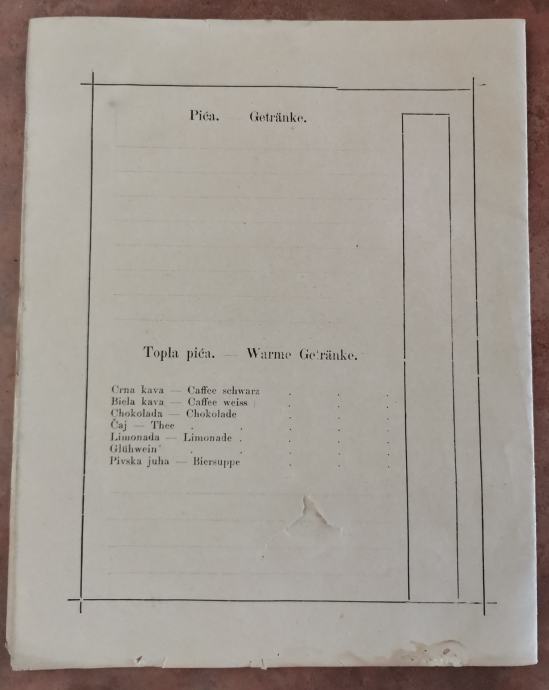 Pića. Getränke.
Topla pića. — Warme Getränke.
Crna kava — Caffee schwarz
Biela kava — Caffee weiss
Chokolada — Chokolade
Čaj — Thee
Limonada — Limonade
Glühwein
Pivska juha — Biersuppe